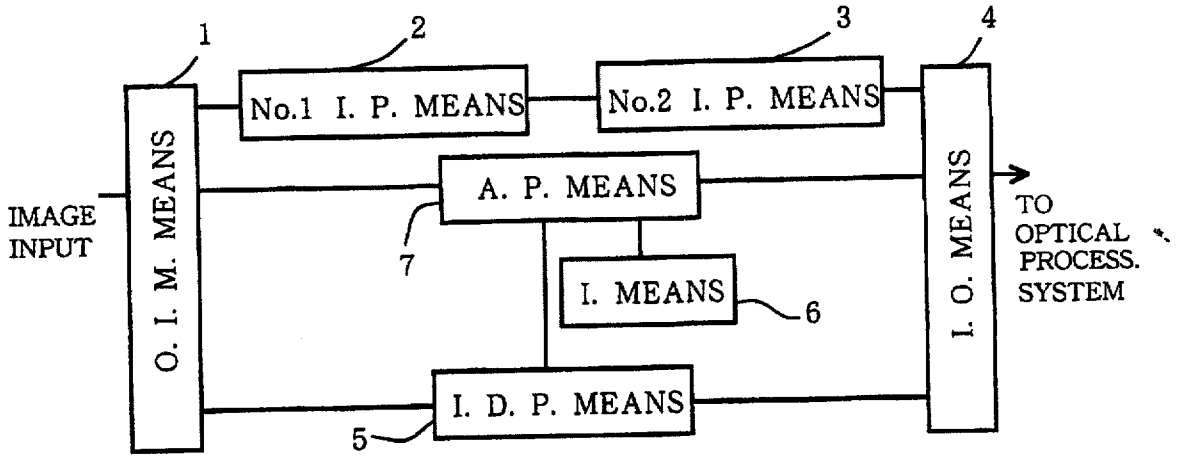 1
2
3
4
No.1 I. P. MEANS
No.2 I. P. MEANS
O. I. M. MEANS
A. P. MEANS
I. O. MEANS
IMAGE
INPUT
7
TO
OPTICAL
PROCESS.
SYSTEM
I. MEANS
6
I. D. P. MEANS
5